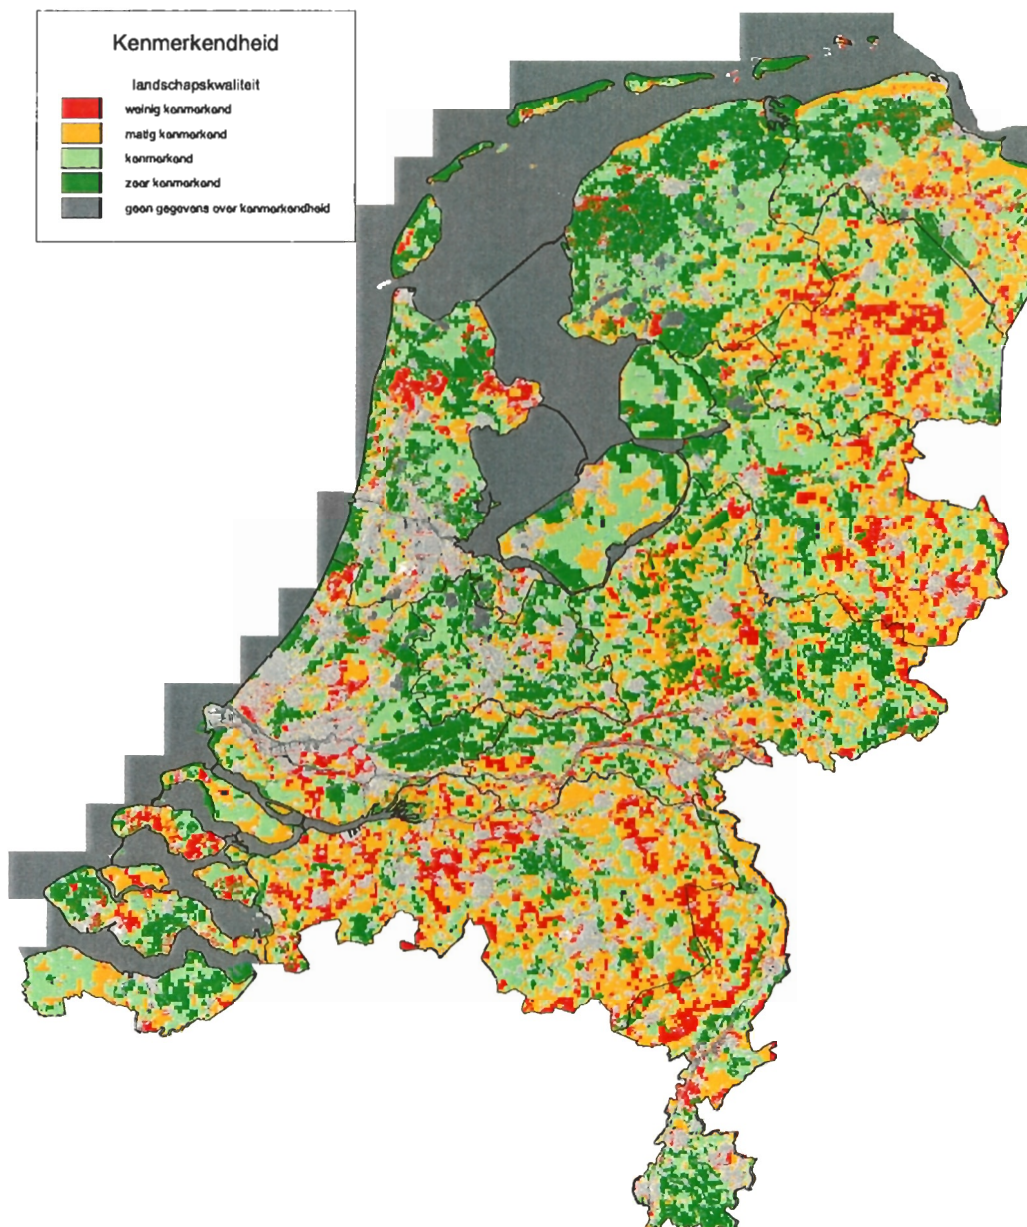 Kenmerkendheid
landschapskwaliteit
weinig kenmerkend
matig kenmerkend
kenmerkend
zeer kenmerkend
geen gegevens over kenmerkendheid